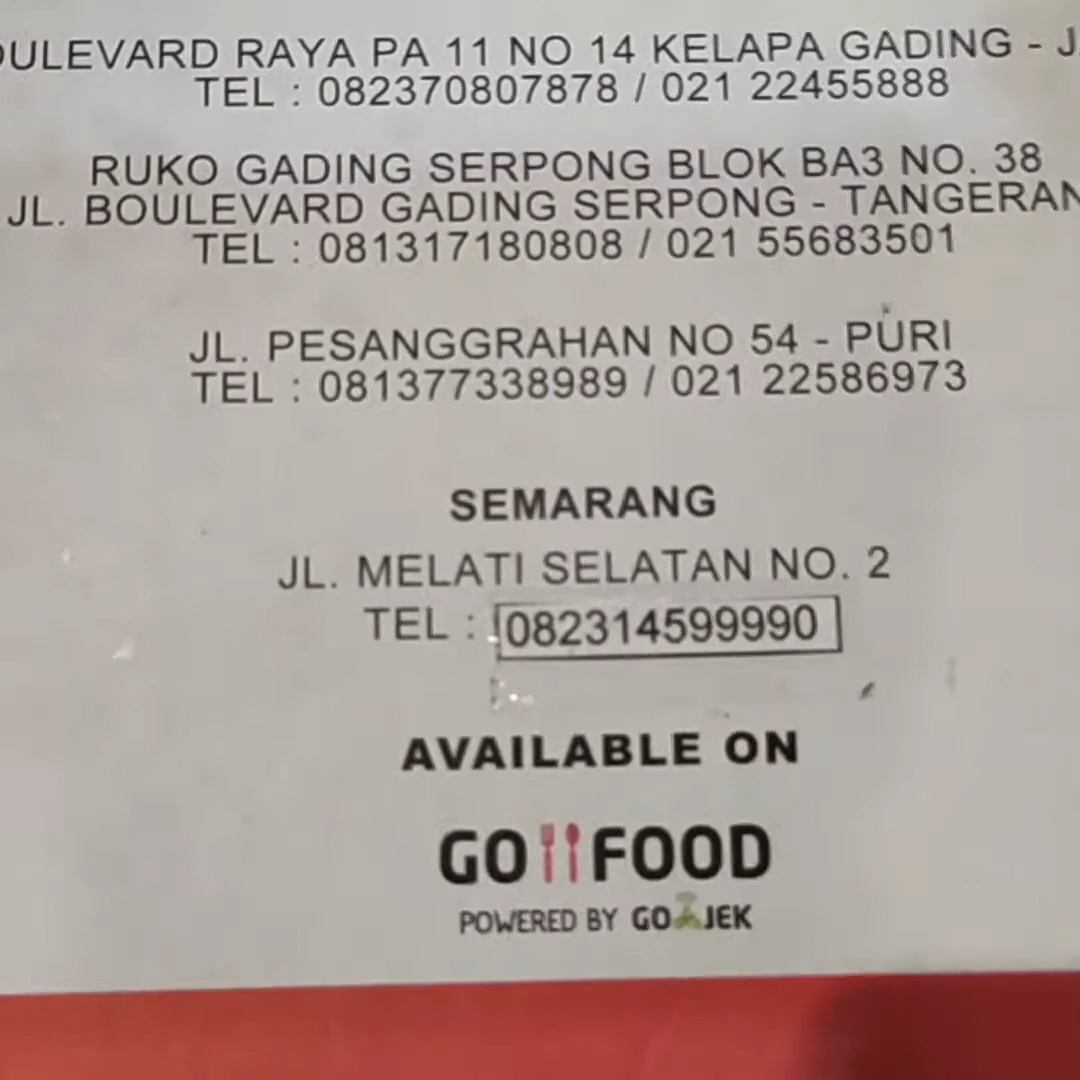 OULEVARD RAYA PA 11 NO 14 KELAPA GADING - J
TEL : 082370807878 / 021 22455888
RUKO GADING SERPONG BLOK BA3 NO. 38
JL. BOULEVARD GADING SERPONG - TANGERAN
TEL : 081317180808 / 021 55683501
JL. PESANGGRAHAN NO 54 - PURI
TEL : 081377338989 / 021 22586973
SEMARANG
JL. MELATI SELATAN NO. 2
TEL : 082314599990
AVAILABLE ON
GO FOOD
POWERED BY GO JEK